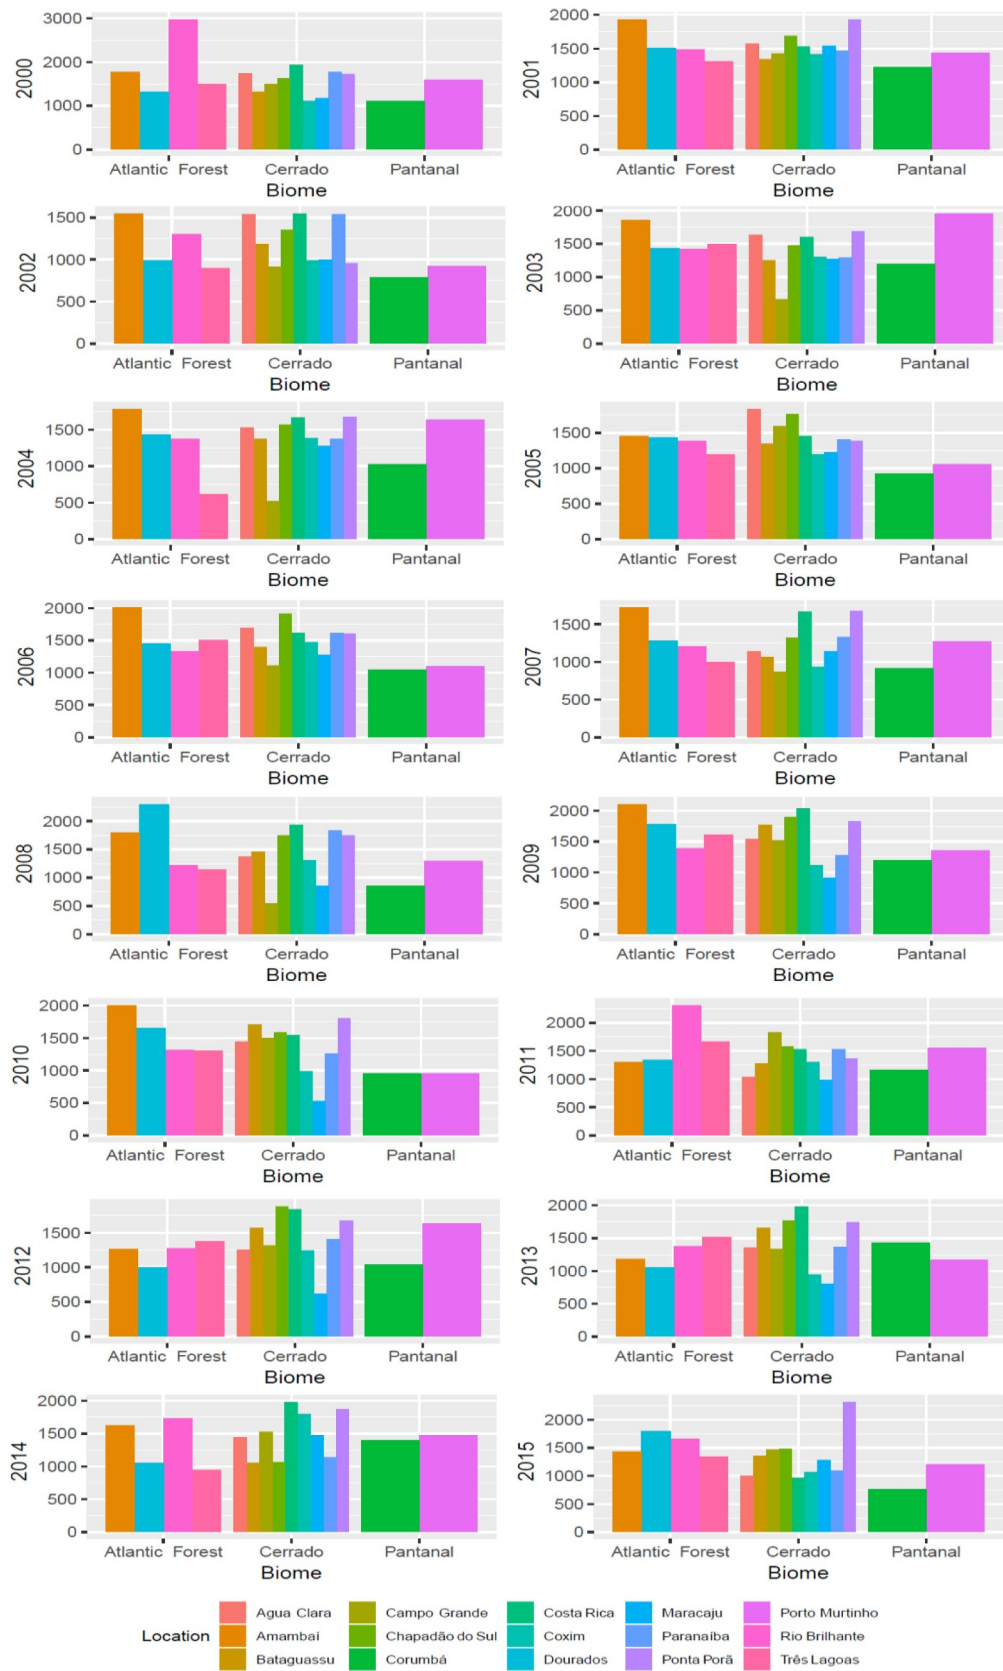 2000
3000
2000
1000
0
Atlantic Forest Cerrado Pantanal
Biome
2001
2000
1500
1000
500
0
Atlantic Forest Cerrado Pantanal
Biome
2002
1500
1000
500
0
Atlantic Forest Cerrado Pantanal
Biome
2003
2000
1500
1000
500
0
Atlantic Forest Cerrado Pantanal
Biome
2004
1500
1000
500
0
Atlantic Forest Cerrado Pantanal
Biome
2005
1500
1000
500
0
Atlantic Forest Cerrado Pantanal
Biome
2006
2000
1500
1000
500
0
Atlantic Forest Cerrado Pantanal
Biome
2007
1500
1000
500
0
Atlantic Forest Cerrado Pantanal
Biome
2008
2000
1500
1000
500
0
Atlantic Forest Cerrado Pantanal
Biome
2009
2000
1500
1000
500
0
Atlantic Forest Cerrado Pantanal
Biome
2010
2000
1500
1000
500
0
Atlantic Forest Cerrado Pantanal
Biome
2011
2000
1500
1000
500
0
Atlantic Forest Cerrado Pantanal
Biome
2012
1500
1000
500
0
Atlantic Forest Cerrado Pantanal
Biome
2013
2000
1500
1000
500
0
Atlantic Forest Cerrado Pantanal
Biome
2014
2000
1500
1000
500
0
Atlantic Forest Cerrado Pantanal
Biome
2015
2000
1500
1000
500
0
Atlantic Forest Cerrado Pantanal
Biome
Location
Agua Clara Campo Grande Costa Rica Maracaju Porto Murtinho
Amambaí Chapadão do Sul Coxim Paranaíba Rio Brilhante
Bataguassu Corumbá Dourados Ponta Porã Três Lagoas